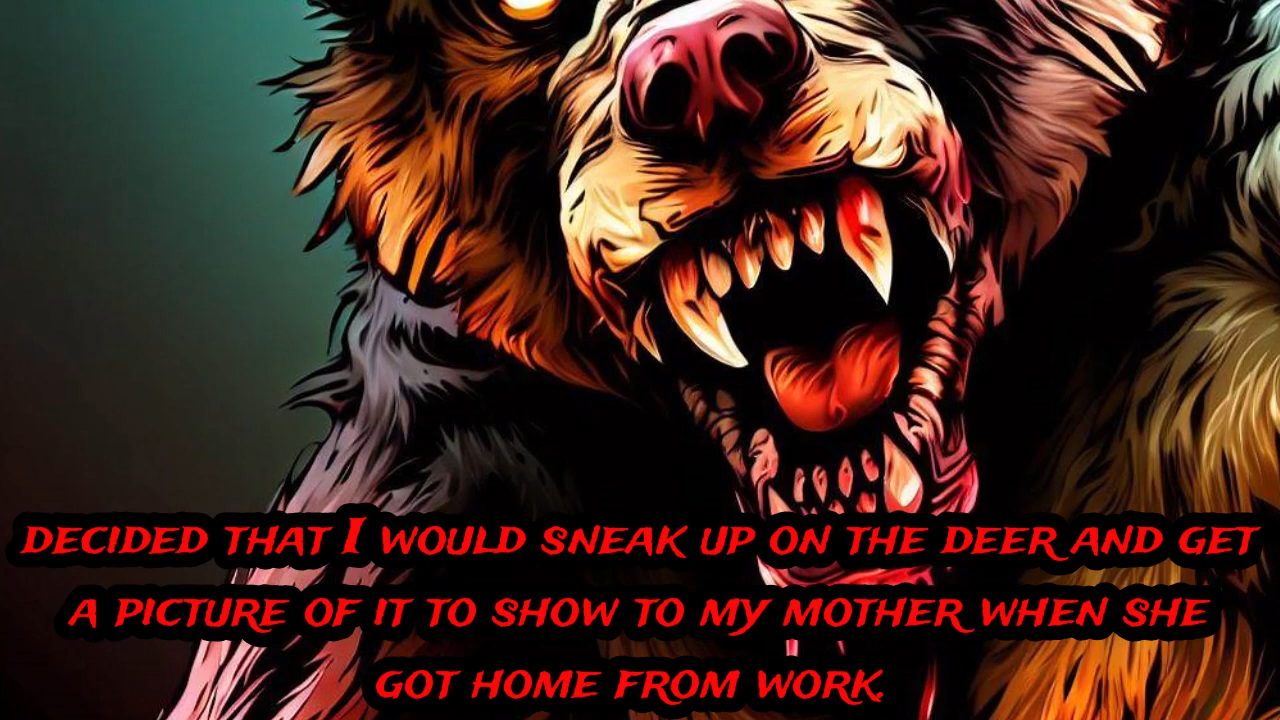 DECIDED THAT I WOULD SNEAK UP ON THE DEER AND GET
A PICTURE OF IT TO SHOW TO MY MOTHER WHEN SHE
GOT HOME FROM WORK.